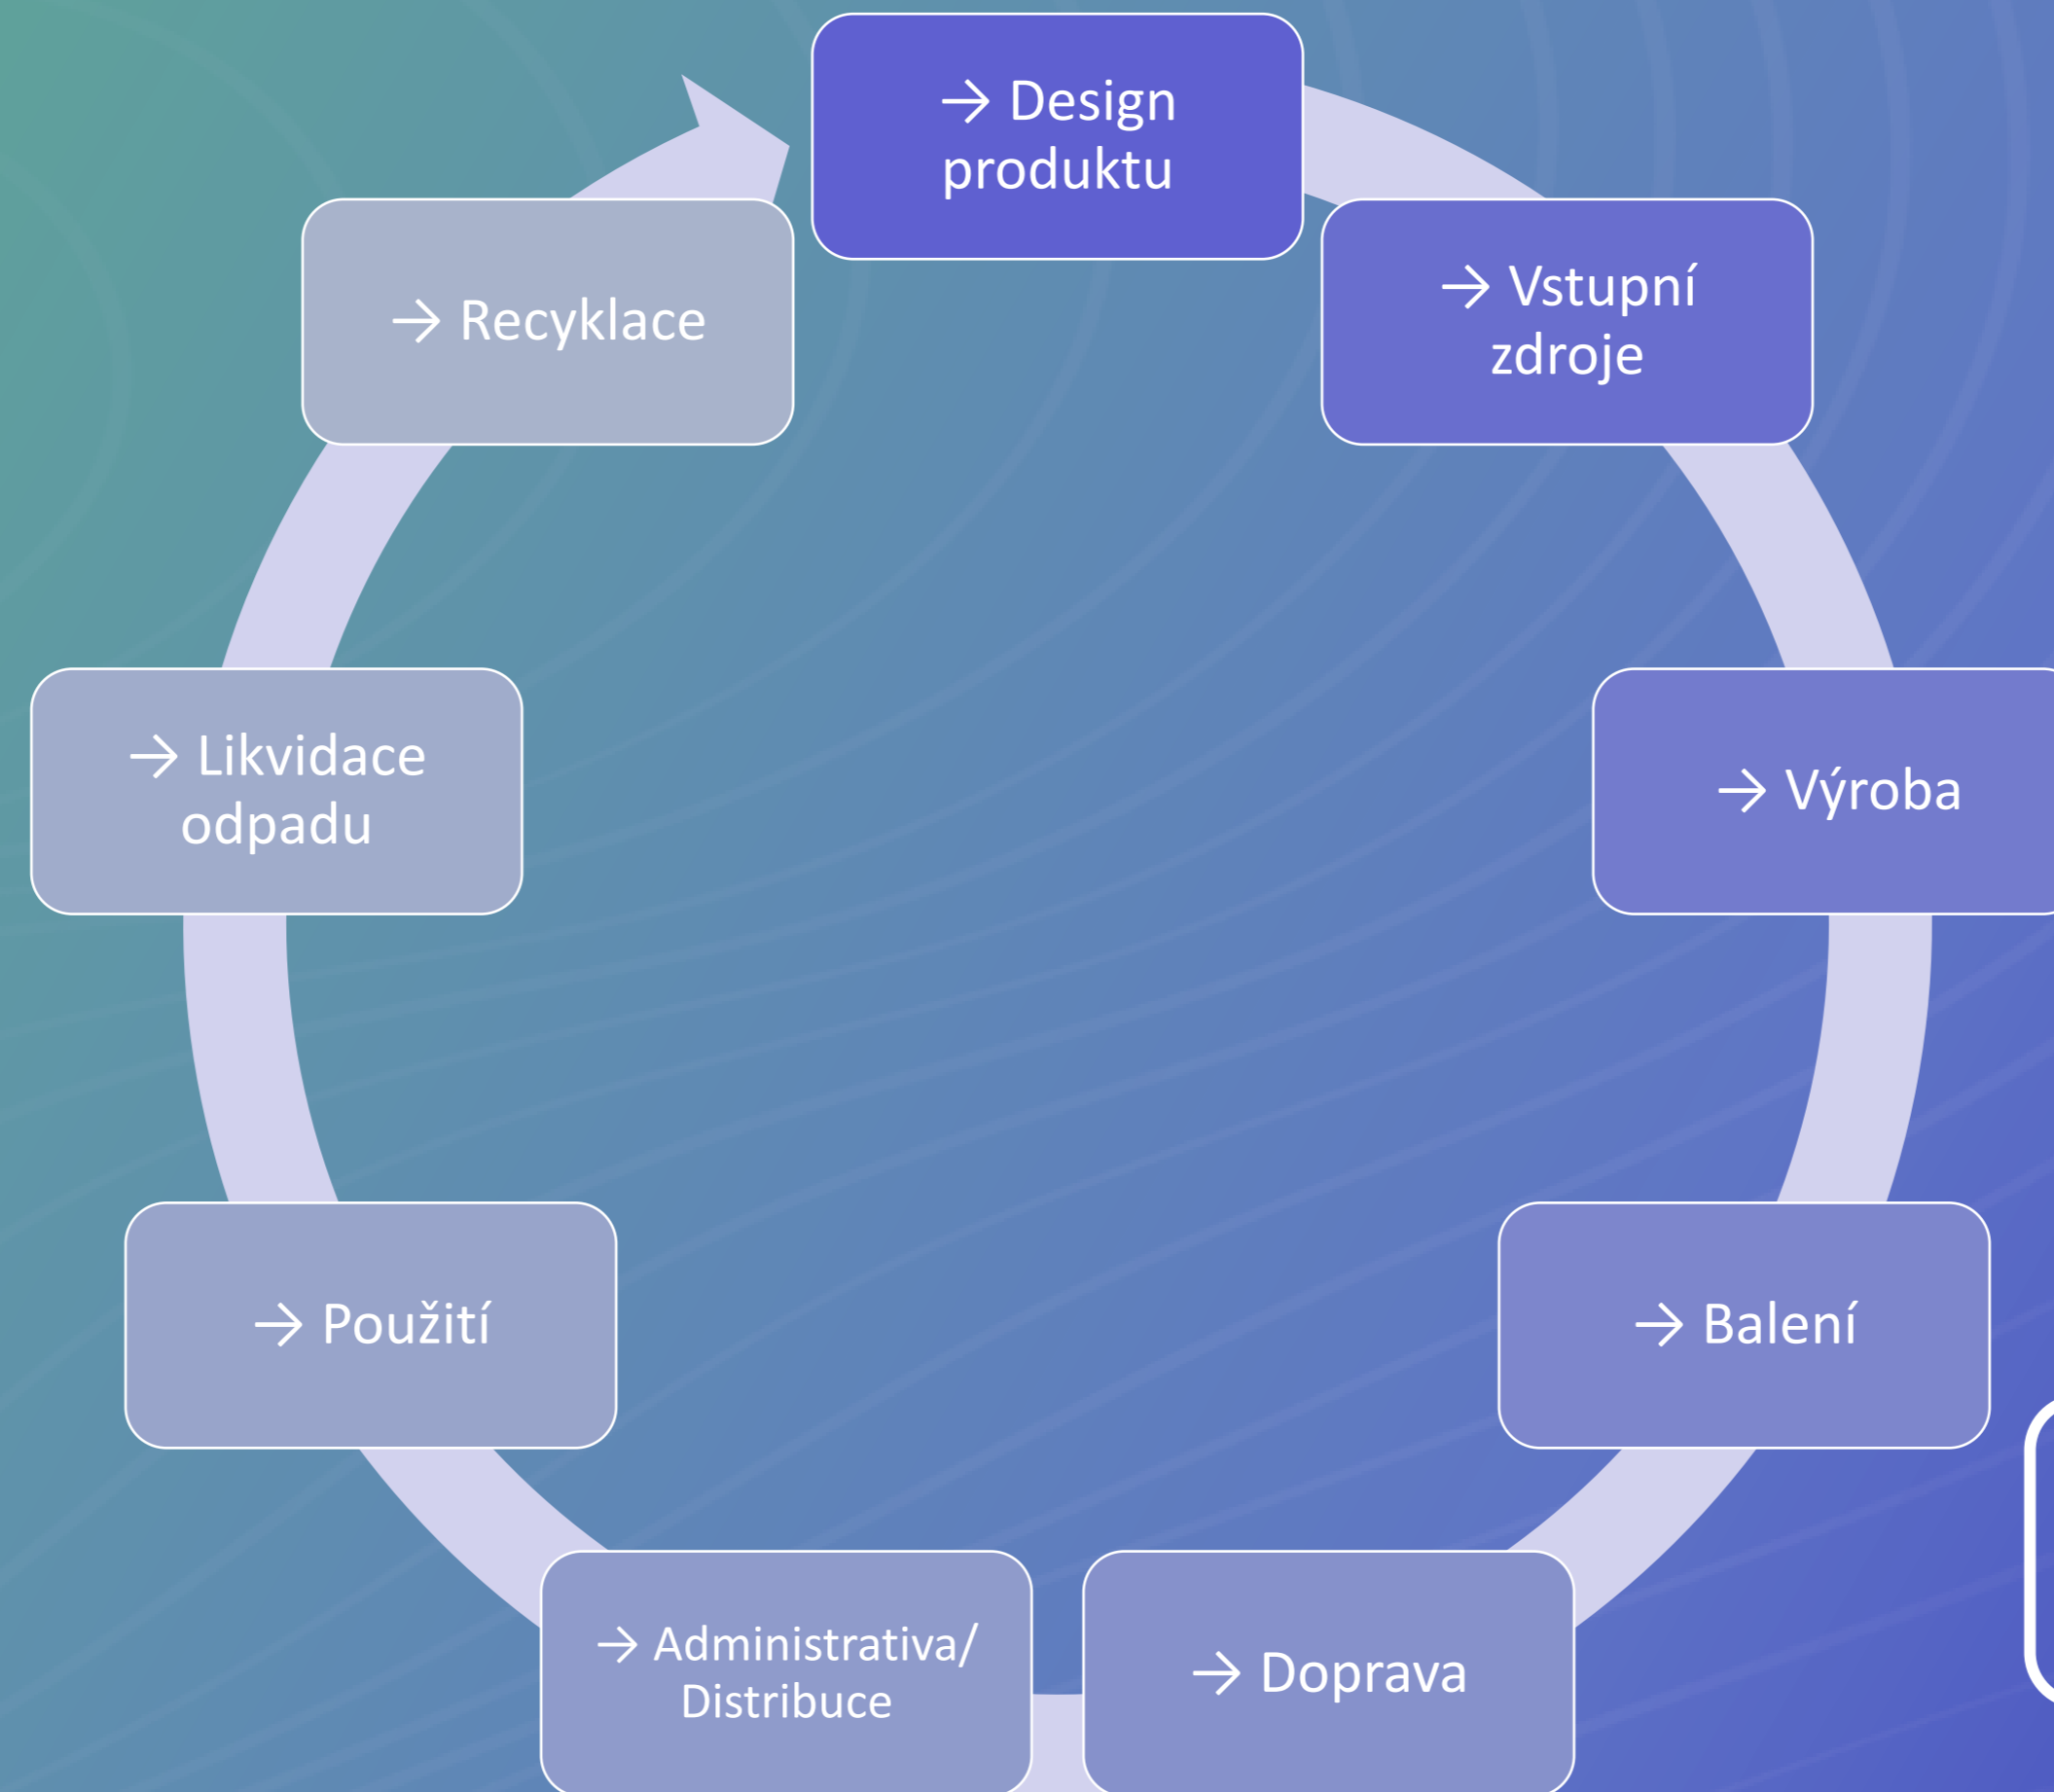 → Design
produktu
→ Vstupní
zdroje
→ Výroba
→ Balení
→ Doprava
→ Administrativa/
Distribuce
→ Použití
→ Likvidace
odpadu
→ Recyklace